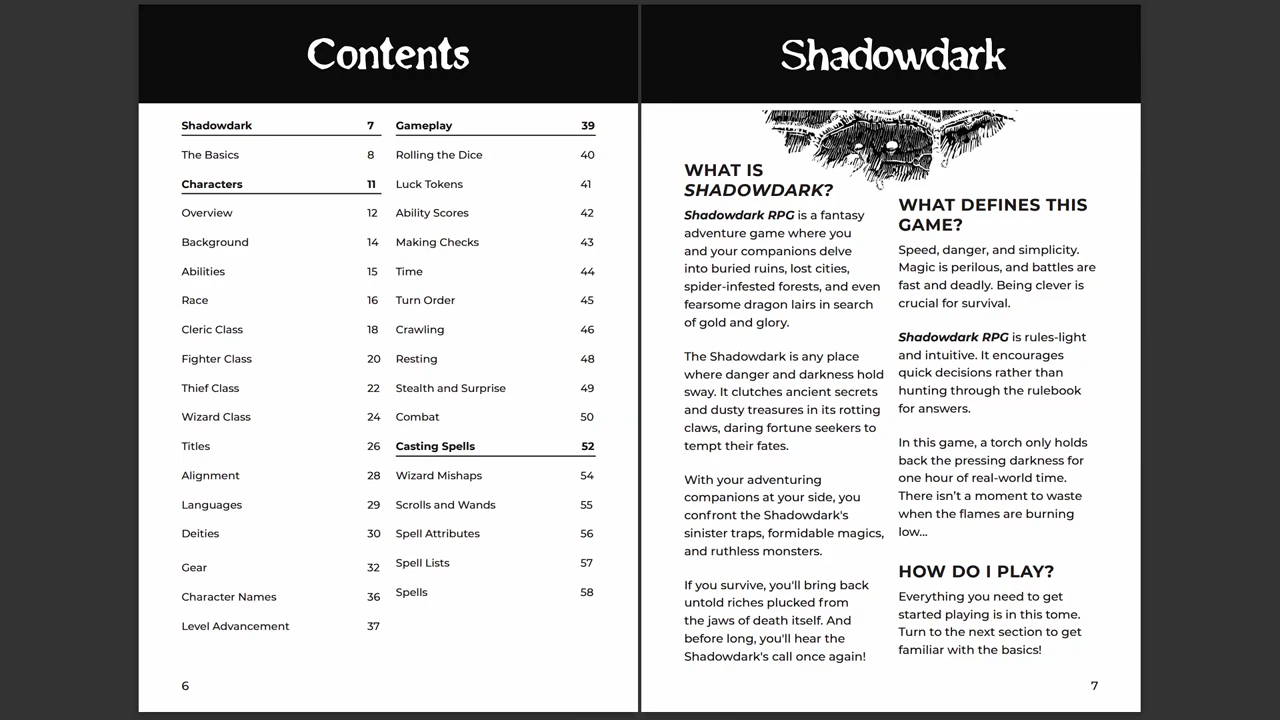 Contents
Shadowdark 7
The Basics 8
Characters 11
Overview 12
Background 14
Abilities 15
Race 16
Cleric Class 18
Fighter Class 20
Thief Class 22
Wizard Class 24
Titles 26
Alignment 28
Languages 29
Deities 30
Gear 32
Character Names 36
Level Advancement 37
Gameplay 39
Rolling the Dice 40
Luck Tokens 41
Ability Scores 42
Making Checks 43
Time 44
Turn Order 45
Crawling 46
Resting 48
Stealth and Surprise 49
Combat 50
Casting Spells 52
Wizard Mishaps 54
Scrolls and Wands 55
Spell Attributes 56
Spell Lists 57
Spells 58
6
Shadowdark
WHAT IS
SHADOWDARK?
Shadowdark RPG is a fantasy
adventure game where you
and your companions delve
into buried ruins, lost cities,
spider-infested forests, and even
fearsome dragon lairs in search
of gold and glory.
The Shadowdark is any place
where danger and darkness hold
sway. It clutches ancient secrets
and dusty treasures in its rotting
claws, daring fortune seekers to
tempt their fates.
With your adventuring
companions at your side, you
confront the Shadowdark's
sinister traps, formidable magics,
and ruthless monsters.
If you survive, you'll bring back
untold riches plucked from
the jaws of death itself. And
before long, you'll hear the
Shadowdark's call once again!
WHAT DEFINES THIS
GAME?
Speed, danger, and simplicity.
Magic is perilous, and battles are
fast and deadly. Being clever is
crucial for survival.
Shadowdark RPG is rules-light
and intuitive. It encourages
quick decisions rather than
hunting through the rulebook
for answers.
In this game, a torch only holds
back the pressing darkness for
one hour of real-world time.
There isn't a moment to waste
when the flames are burning
low...
HOW DO I PLAY?
Everything you need to get
started playing is in this tome.
Turn to the next section to get
familiar with the basics!
7